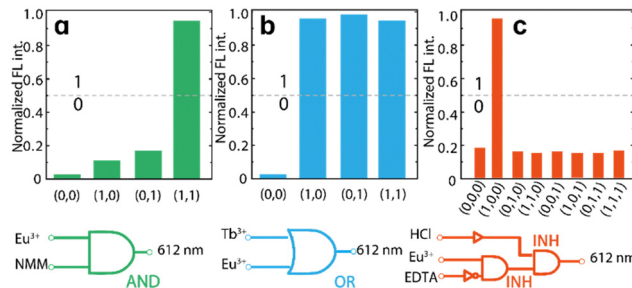 a
Normalized FL int.
1.0
0.8
0.6
0.4
0.2
0
1
0
(0,0)
(1,0)
(0,1)
(1,1)
Eu³⁺
NMM
612 nm
AND
b
Normalized FL int.
1.0
0.8
0.6
0.4
0.2
0
1
0
(0,0)
(1,0)
(0,1)
(1,1)
Tb³⁺
Eu³⁺
612 nm
OR
c
Normalized FL int.
1.0
0.8
0.6
0.4
0.2
0
1
0
(0,0,0)
(1,0,0)
(0,1,0)
(1,1,0)
(0,0,1)
(1,0,1)
(0,1,1)
(1,1,1)
HCl
Eu³⁺
EDTA
INH
INH
612 nm